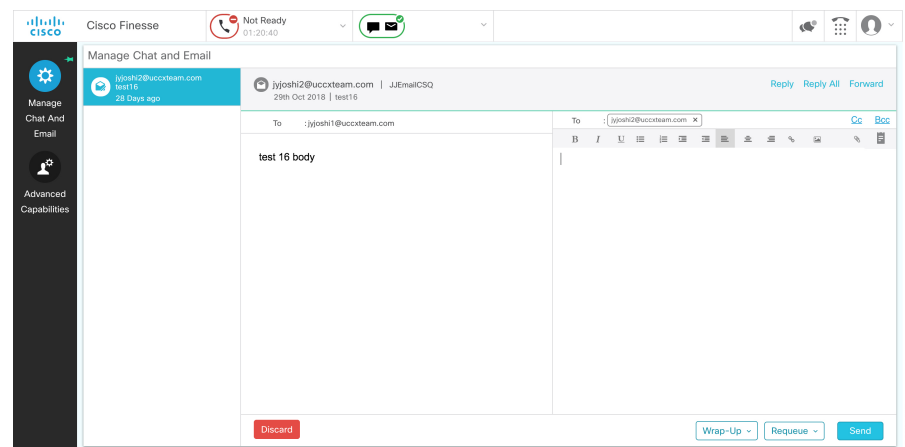 CISCO
Cisco Finesse
Not Ready
01:20:40
Manage Chat and Email
Manage
Chat And
Email
Advanced
Capabilities
jyjoshi2@uccxteam.com
test16
28 Days ago
jyjoshi2@uccxteam.com | JJEmailCSQ
29th Oct 2018 | test16
Reply Reply All Forward
To : jyjoshi1@uccxteam.com
test 16 body
To : jyjoshi2@uccxteam.com ×
Cc Bcc
B I U
Discard
Wrap-Up
Requeue
Send